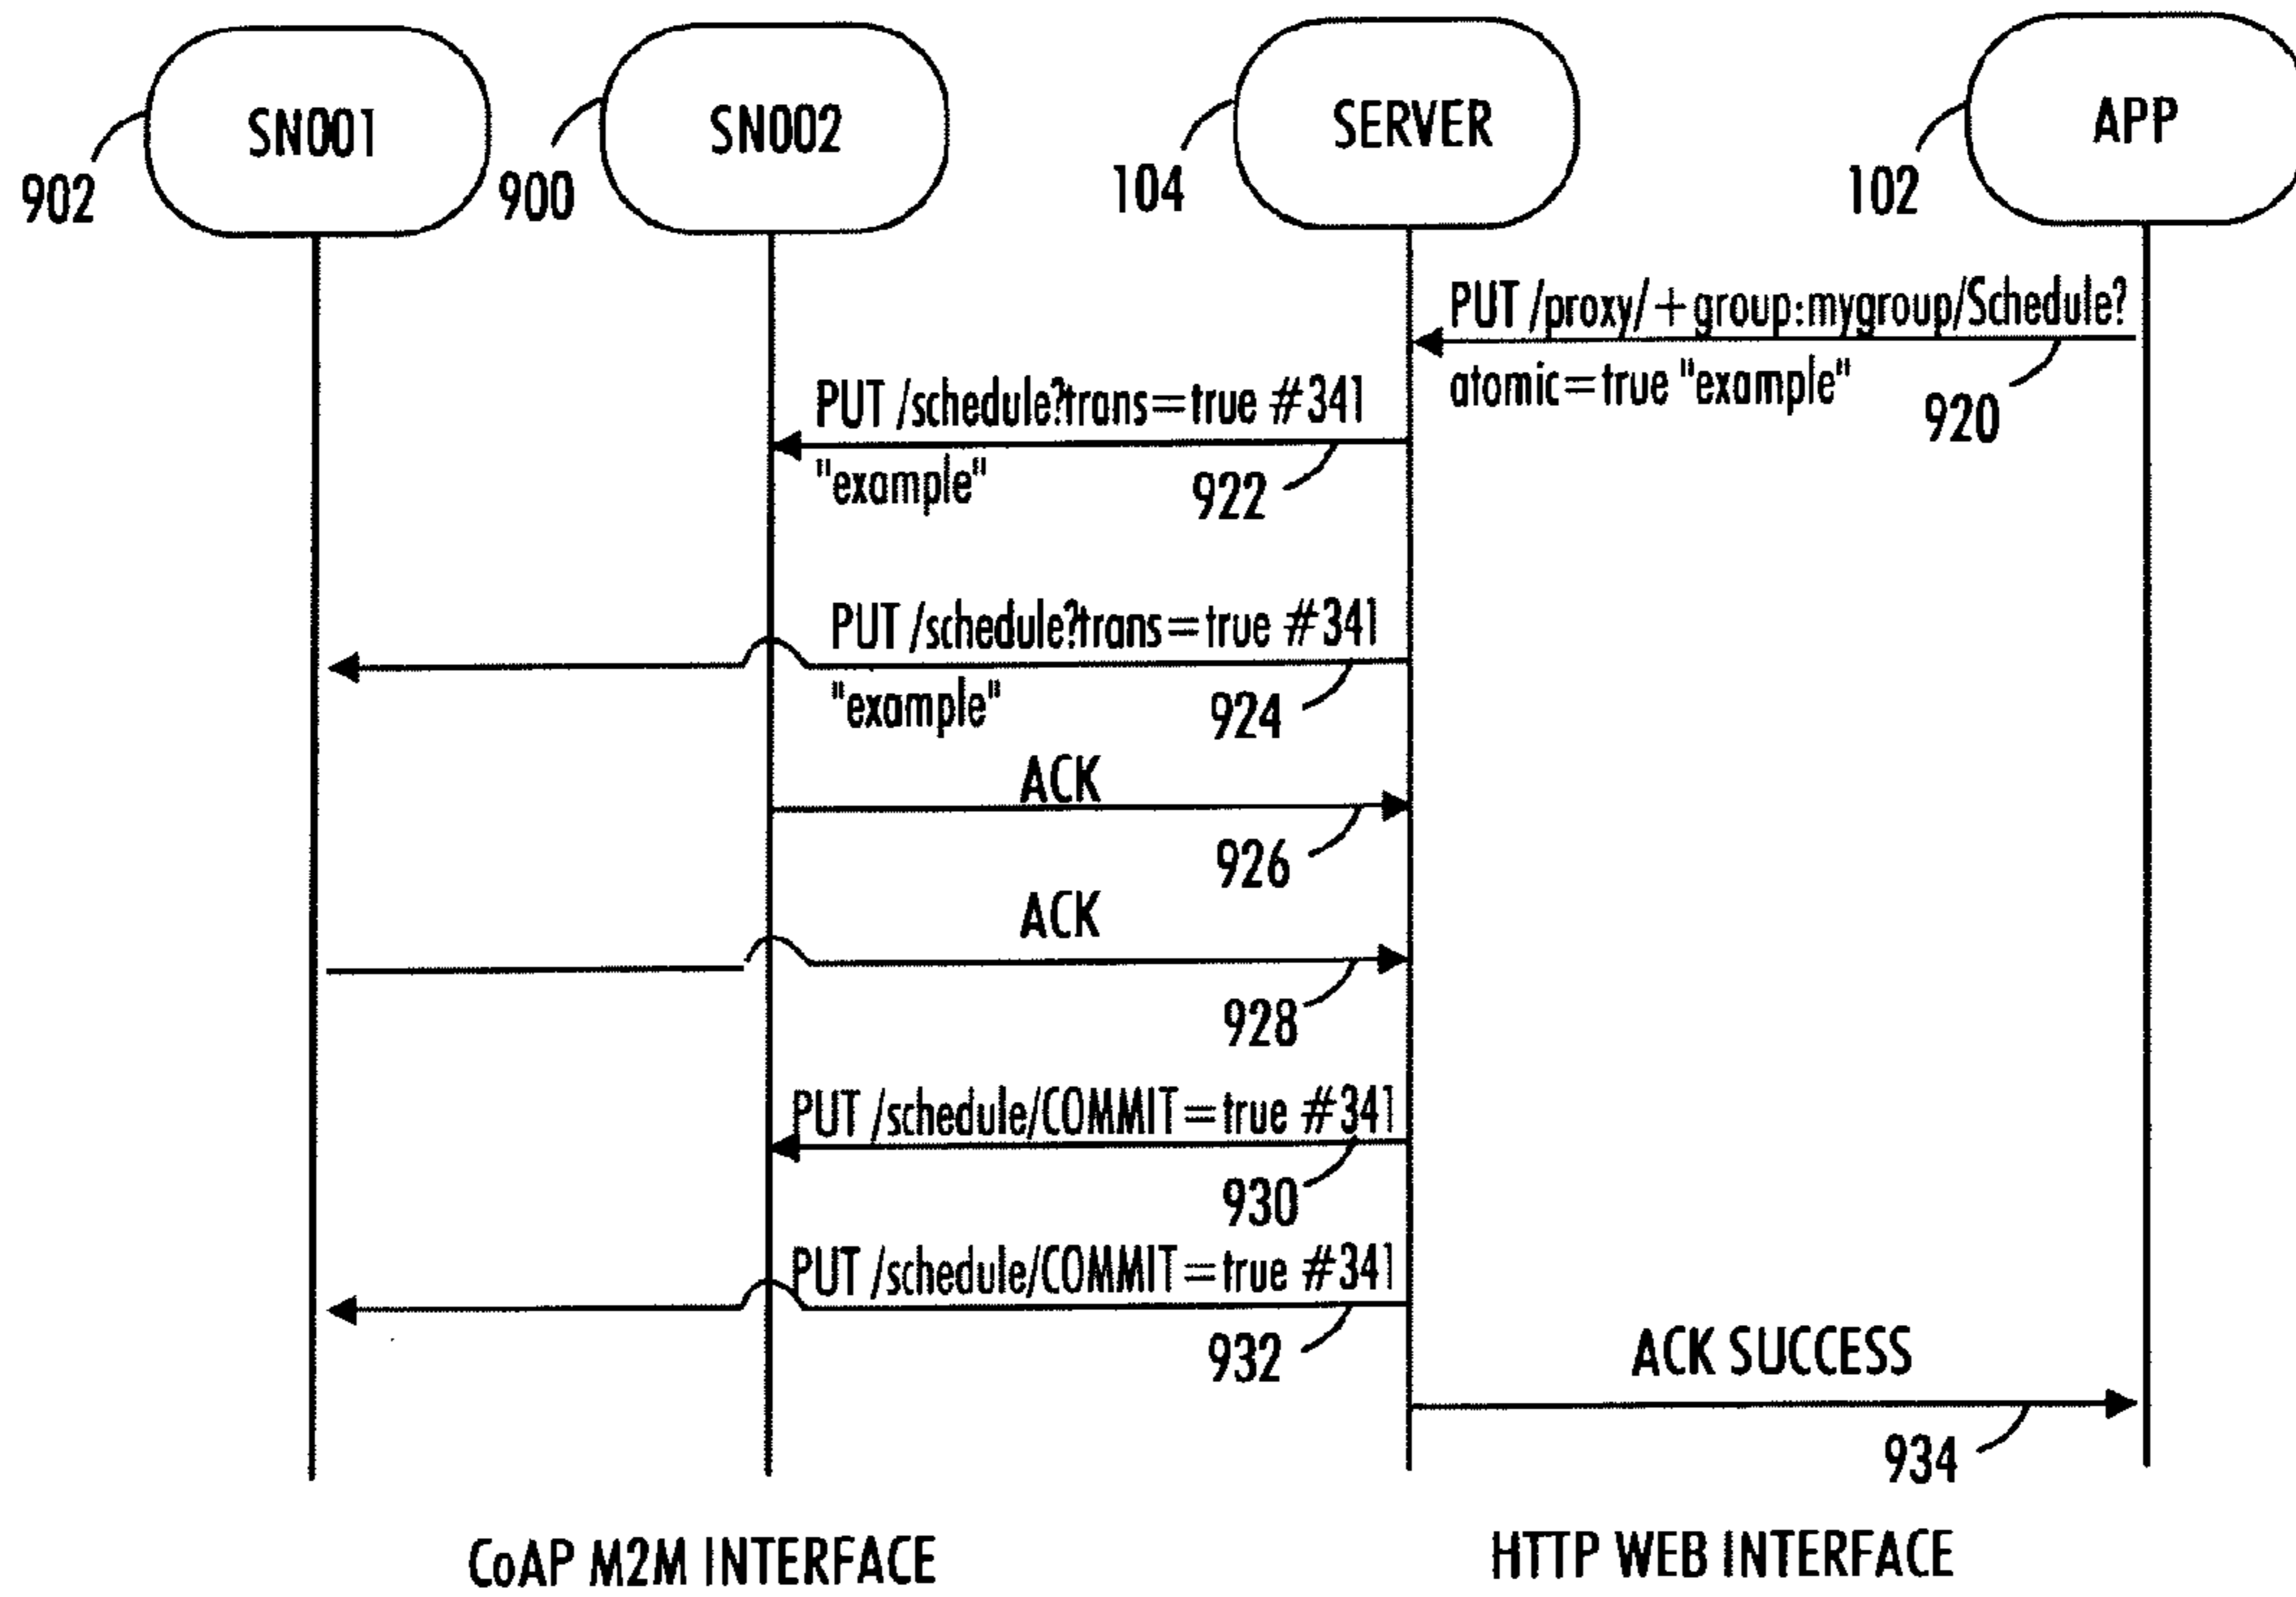 SN001
SN002
SERVER
APP
902
900
104
102
PUT /proxy/+group:mygroup/Schedule?
atomic=true "example"
920
PUT /schedule?trans=true #341
"example"
922
PUT /schedule?trans=true #341
"example"
924
ACK
926
ACK
928
PUT /schedule/COMMIT=true #341
930
PUT /schedule/COMMIT=true #341
932
ACK SUCCESS
934
CoAP M2M INTERFACE
HTTP WEB INTERFACE